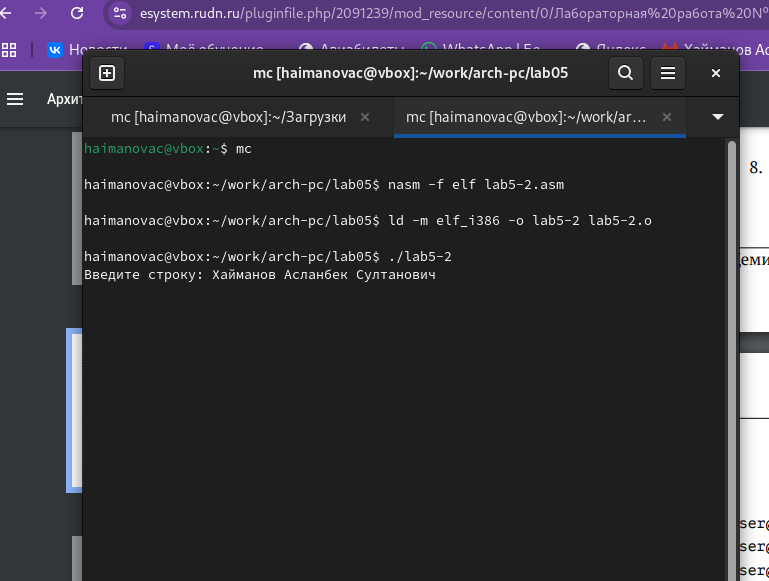 esystem.rudn.ru/pluginfile.php/2091239/mod_resource/content/0/Лабораторная%20работа%20N°
Новости
Моё обучение
Авиабилеты
WhatsApp | Бе
Яндекс
Хайманов Ас
Архит
mc [haimanovac@vbox]:~/work/arch-pc/lab05
mc [haimanovac@vbox]:~/Загрузки
mc [haimanovac@vbox]:~/work/ar...
haimanovac@vbox:~$ mc
haimanovac@vbox:~/work/arch-pc/lab05$ nasm -f elf lab5-2.asm
haimanovac@vbox:~/work/arch-pc/lab05$ ld -m elf_i386 -o lab5-2 lab5-2.o
haimanovac@vbox:~/work/arch-pc/lab05$ ./lab5-2
Введите строку: Хайманов Асланбек Султанович
8.
деми
ser@
ser@
ser@